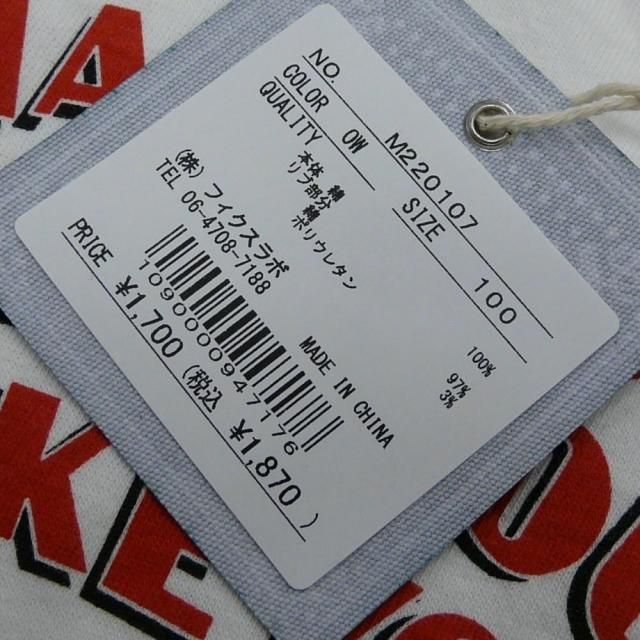 NO. M220107
COLOR OW SIZE 100
QUALITY
本体 綿 100%
リブ部分
綿 97%
ポリウレタン 3%
(株) フィクスラボ
TEL 06-4708-7188
MADE IN CHINA
1090000947176
PRICE ¥1,700 (税込 ¥1,870 )
KE